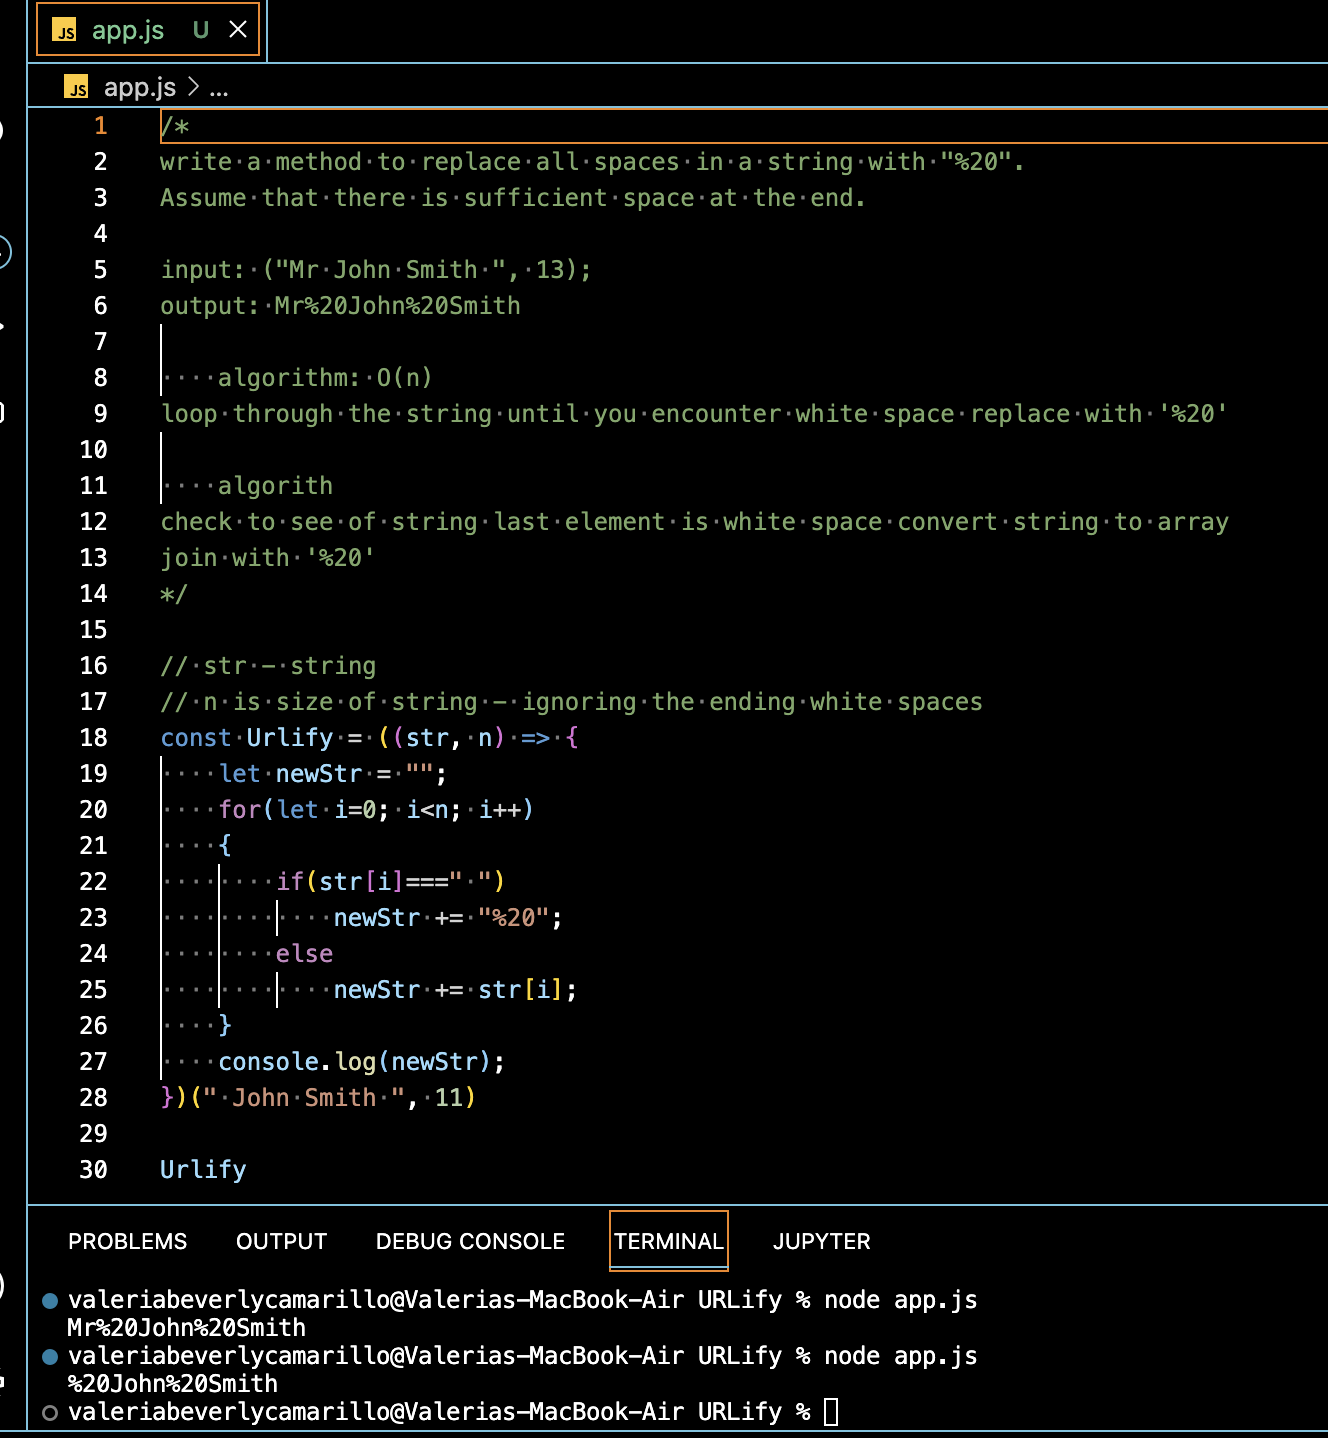 JS app.js U
JS app.js > ...
1 /*
2 write a method to replace all spaces in a string with "%20".
3 Assume that there is sufficient space at the end.
4
5 input: ("Mr John Smith ", 13);
6 output: Mr%20John%20Smith
7
8 algorithm: O(n)
9 loop through the string until you encounter white space replace with '%20'
10
11 algorith
12 check to see of string last element is white space convert string to array
13 join with '%20'
14 */
15
16 // str - string
17 // n is size of string - ignoring the ending white spaces
18 const Urlify = ((str, n) => {
19 let newStr = "";
20 for(let i=0; i<n; i++)
21 {
22 if(str[i]===" ")
23 newStr += "%20";
24 else
25 newStr += str[i];
26 }
27 console.log(newStr);
28 })(" John Smith ", 11)
29
30 Urlify
PROBLEMS OUTPUT DEBUG CONSOLE TERMINAL JUPYTER
valeriabeverlycamarillo@Valerias-MacBook-Air URLify % node app.js
Mr%20John%20Smith
valeriabeverlycamarillo@Valerias-MacBook-Air URLify % node app.js
%20John%20Smith
valeriabeverlycamarillo@Valerias-MacBook-Air URLify %